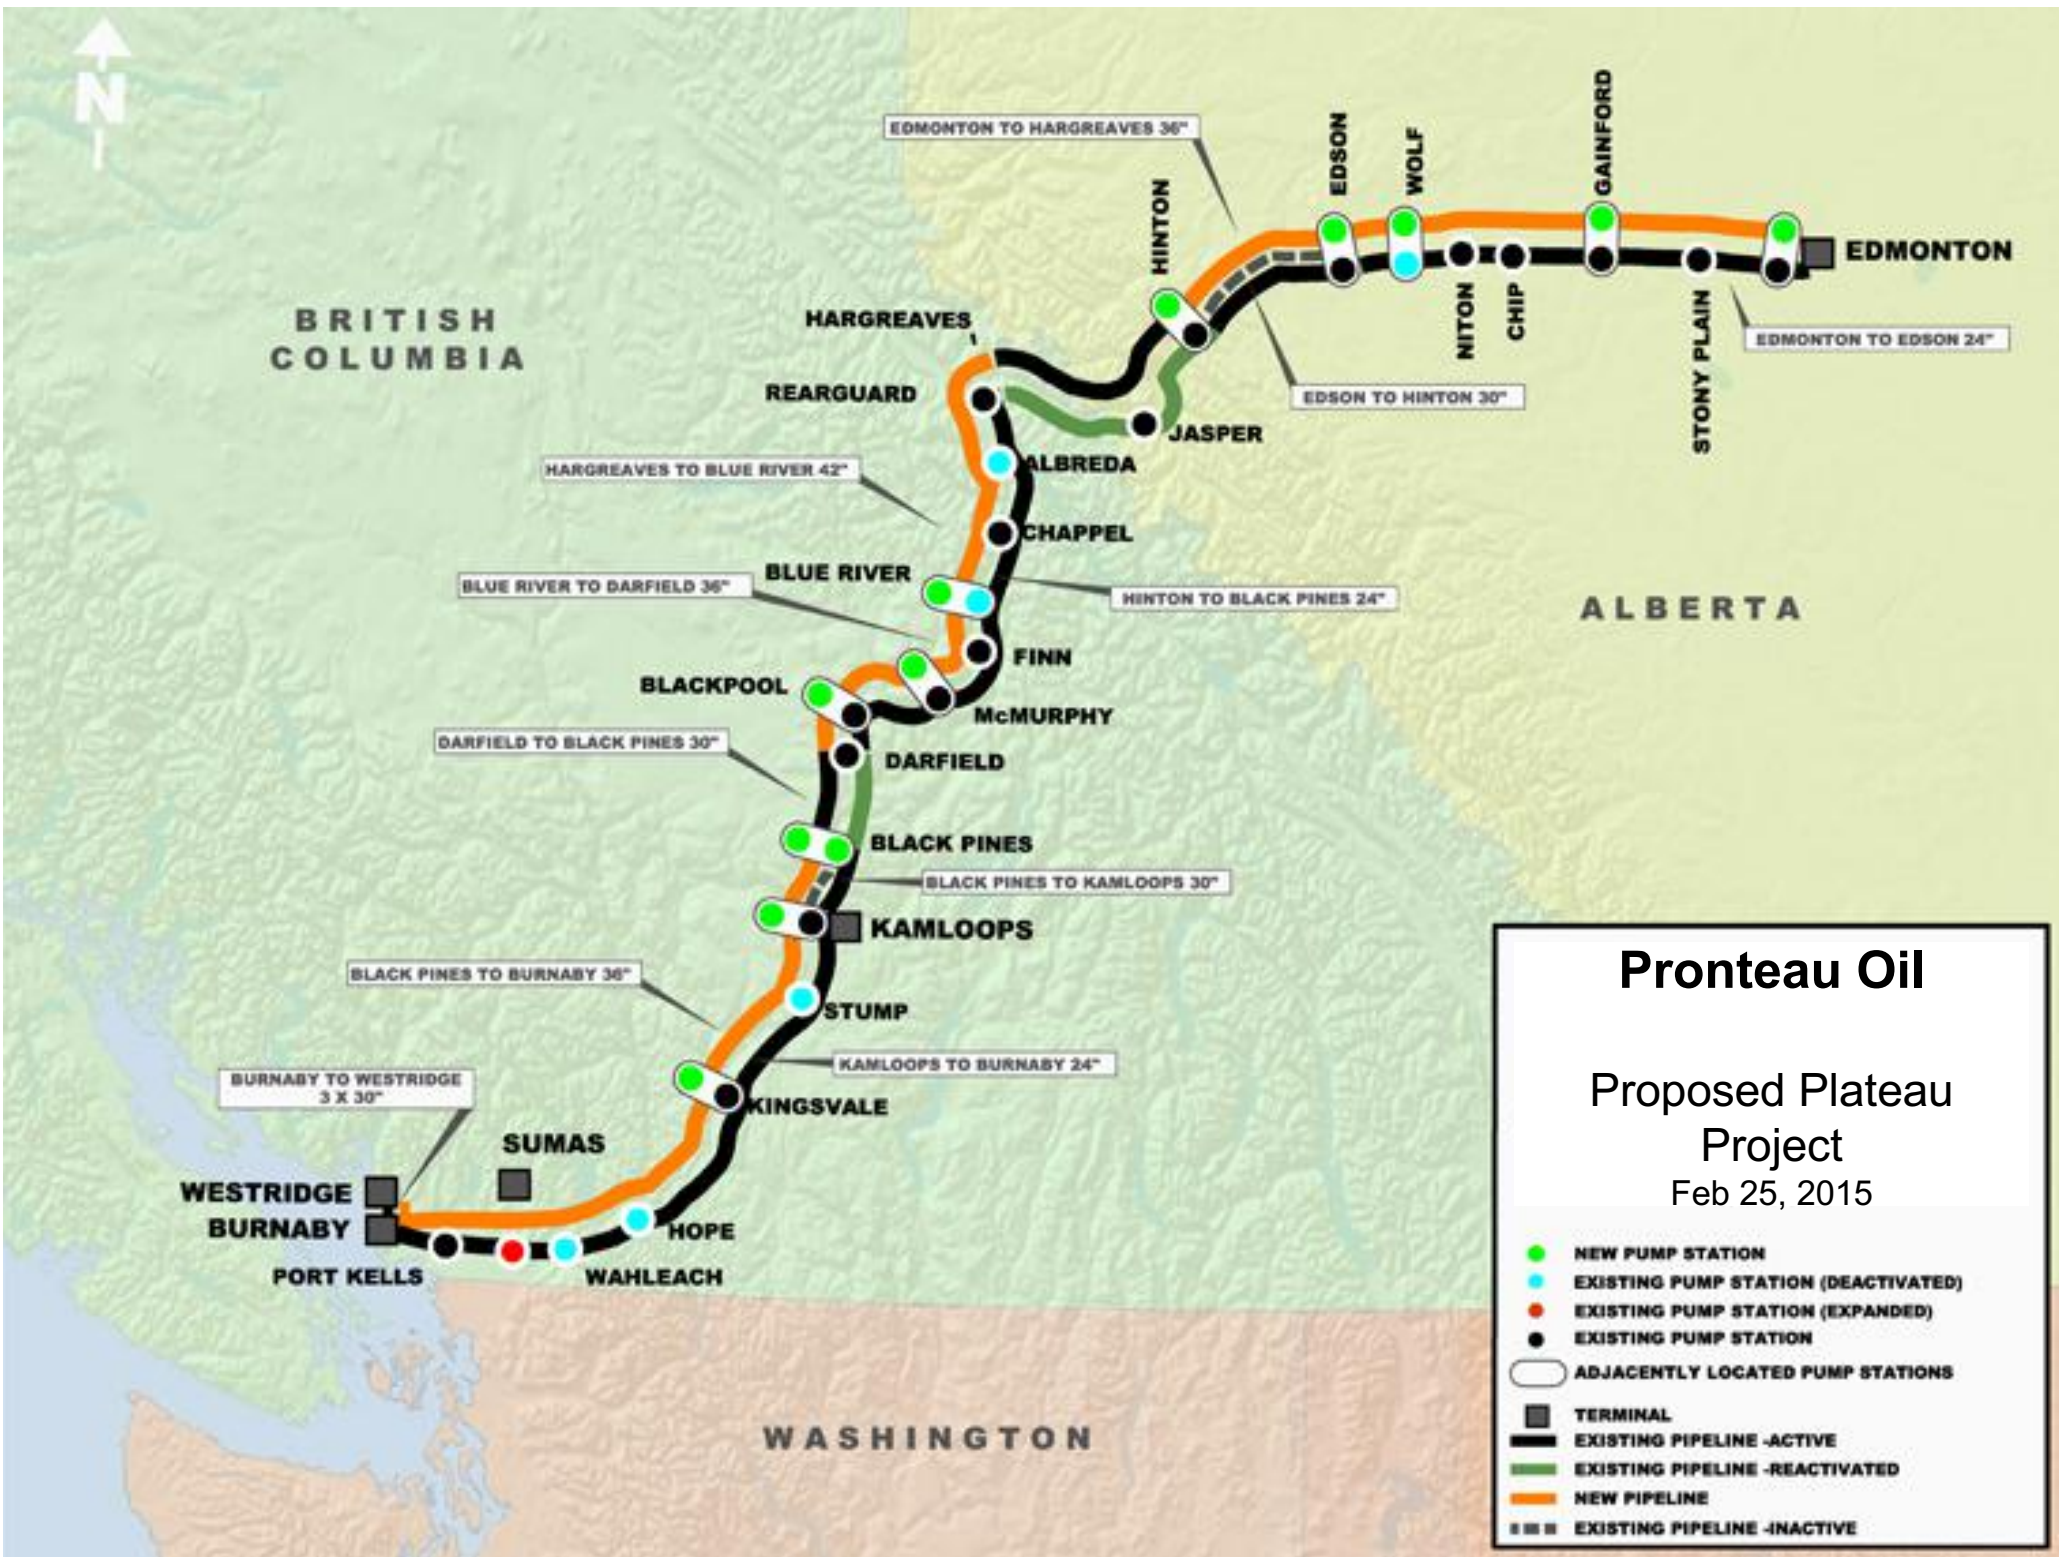 N
EDMONTON TO HARGREAVES 36"
HINTON
EDSON
WOLF
GAINFORD
EDMONTON
NITON
CHIP
STONY PLAIN
EDMONTON TO EDSON 24"
EDSON TO HINTON 30"
BRITISH
COLUMBIA
HARGREAVES
REARGUARD
JASPER
HARGREAVES TO BLUE RIVER 42"
ALBREDA
CHAPPEL
BLUE RIVER
BLUE RIVER TO DARFIELD 36"
HINTON TO BLACK PINES 24"
ALBERTA
FINN
BLACKPOOL
McMURPHY
DARFIELD TO BLACK PINES 30"
DARFIELD
BLACK PINES
BLACK PINES TO KAMLOOPS 30"
KAMLOOPS
BLACK PINES TO BURNABY 36"
STUMP
KAMLOOPS TO BURNABY 24"
BURNABY TO WESTRIDGE
3 X 30"
KINGSVALE
SUMAS
WESTRIDGE
BURNABY
HOPE
PORT KELLS
WAHLEACH
WASHINGTON
Pronteau Oil
Proposed Plateau
Project
Feb 25, 2015
NEW PUMP STATION
EXISTING PUMP STATION (DEACTIVATED)
EXISTING PUMP STATION (EXPANDED)
EXISTING PUMP STATION
ADJACENTLY LOCATED PUMP STATIONS
TERMINAL
EXISTING PIPELINE -ACTIVE
EXISTING PIPELINE -REACTIVATED
NEW PIPELINE
EXISTING PIPELINE -INACTIVE